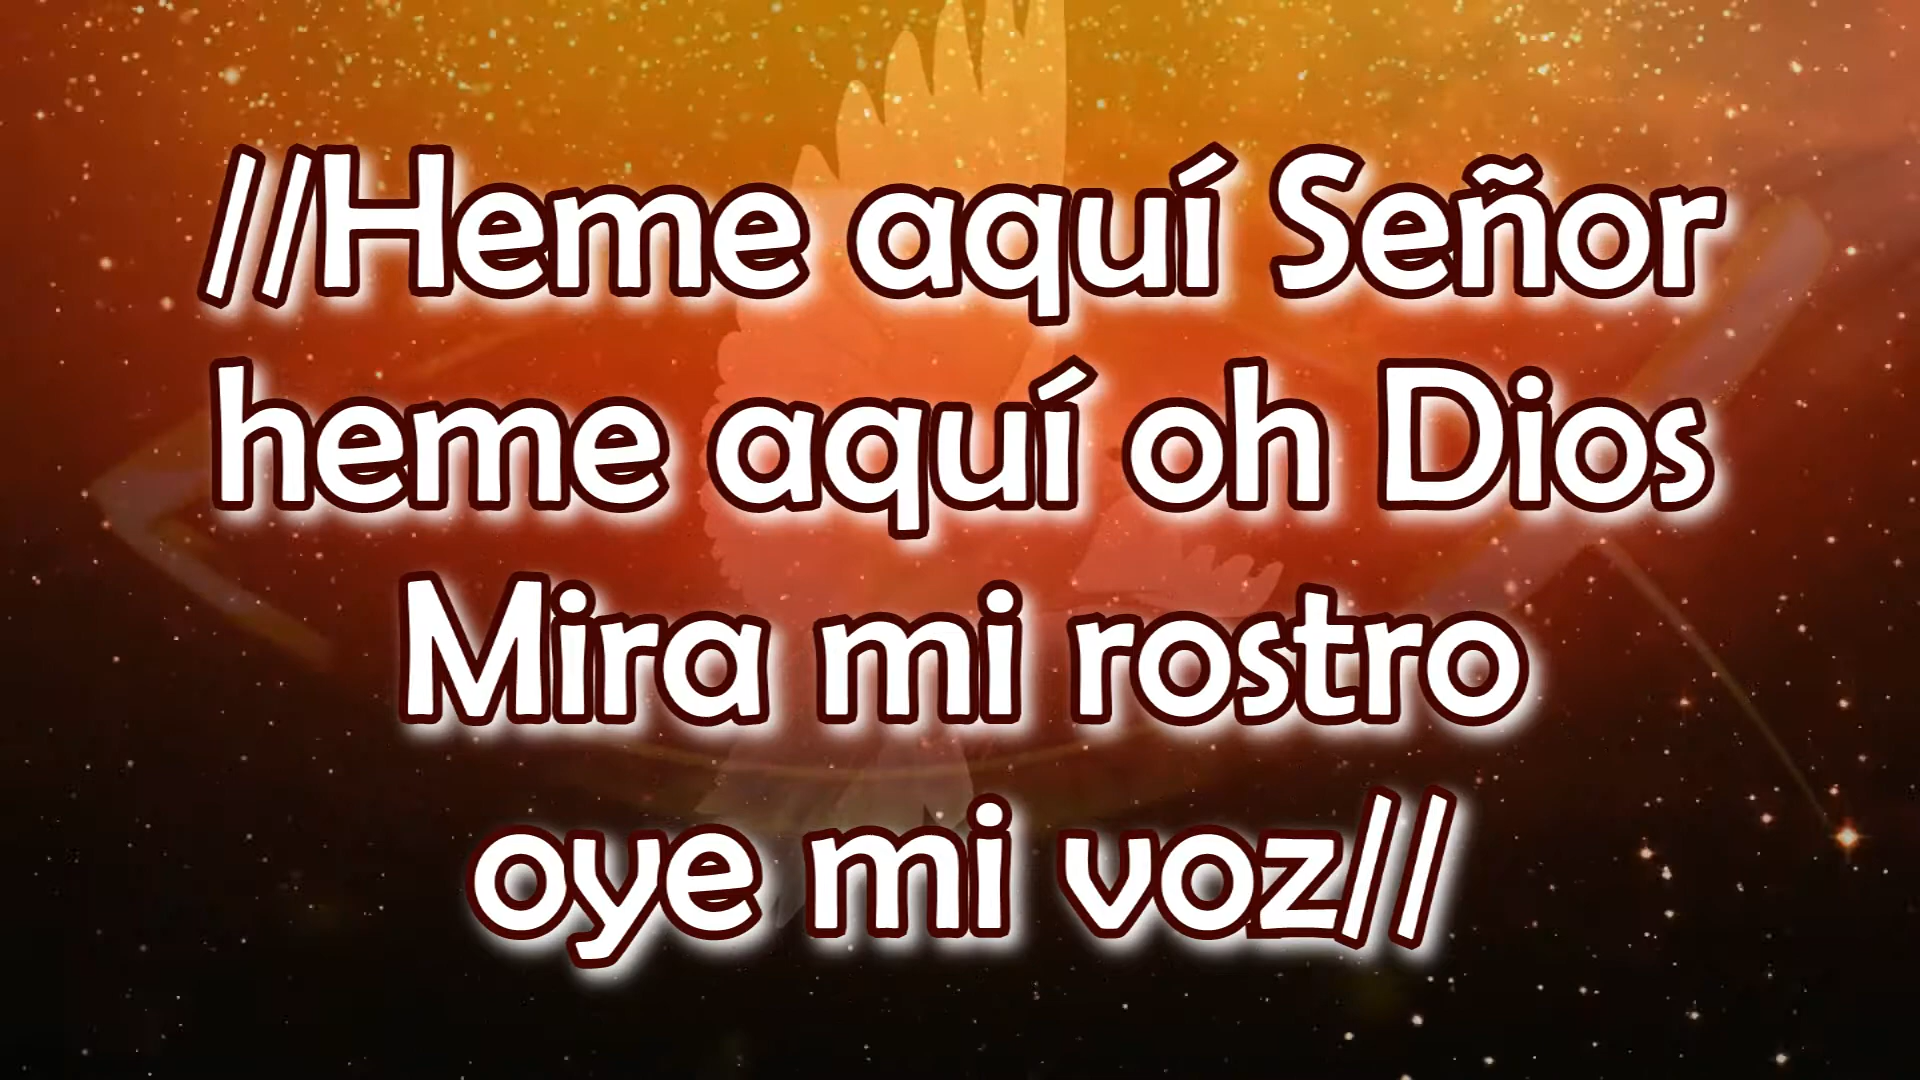 //Heme aquí Señor
heme aquí oh Dios
Mira mi rostro
oye mi voz//